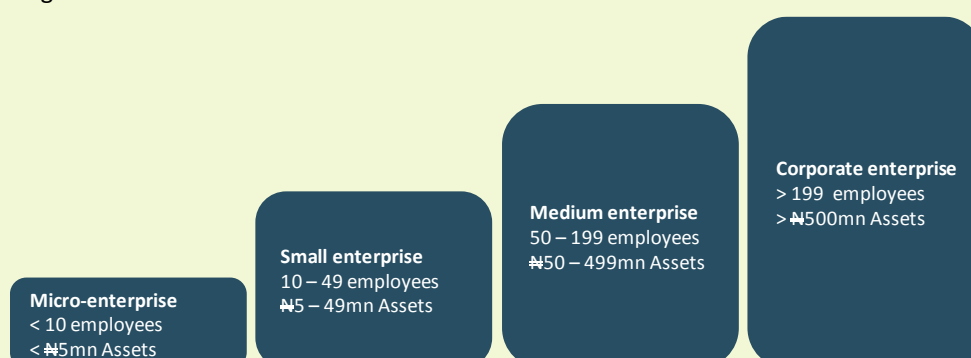 Micro-enterprise
< 10 employees
< ₦5mn Assets
Small enterprise
10 – 49 employees
₦5 – 49mn Assets
Medium enterprise
50 – 199 employees
₦50 – 499mn Assets
Corporate enterprise
> 199 employees
> ₦500mn Assets